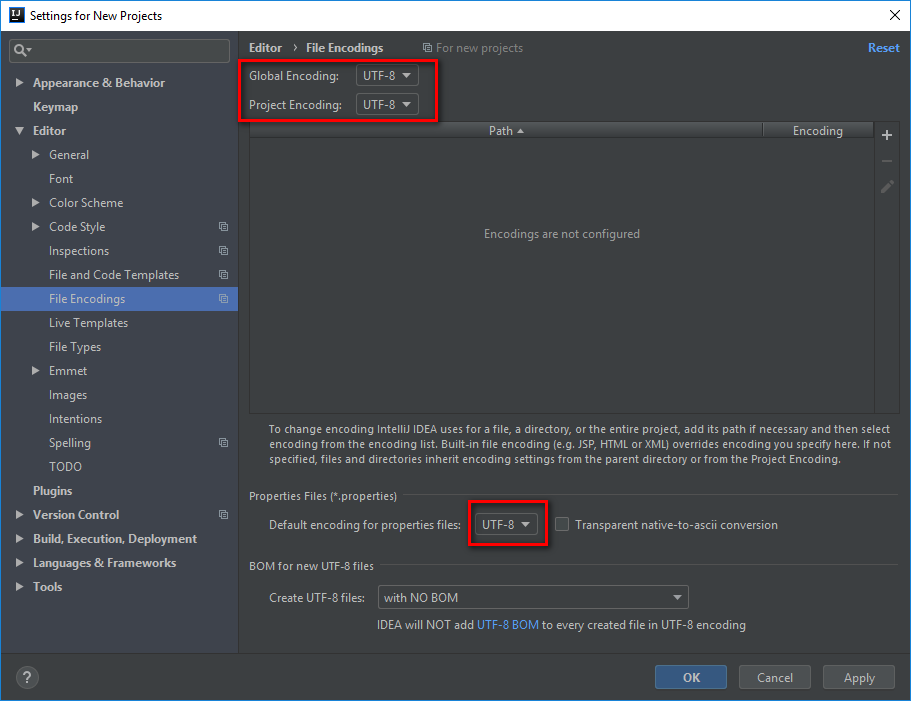 Settings for New Projects
Appearance & Behavior
Keymap
Editor
General
Font
Color Scheme
Code Style
Inspections
File and Code Templates
File Encodings
Live Templates
File Types
Emmet
Images
Intentions
Spelling
TODO
Plugins
Version Control
Build, Execution, Deployment
Languages & Frameworks
Tools
Editor › File Encodings For new projects Reset
Global Encoding: UTF-8
Project Encoding: UTF-8
Path Encoding
Encodings are not configured
To change encoding IntelliJ IDEA uses for a file, a directory, or the entire project, add its path if necessary and then select
encoding from the encoding list. Built-in file encoding (e.g. JSP, HTML or XML) overrides encoding you specify here. If not
specified, files and directories inherit encoding settings from the parent directory or from the Project Encoding.
Properties Files (*.properties)
Default encoding for properties files: UTF-8 Transparent native-to-ascii conversion
BOM for new UTF-8 files
Create UTF-8 files: with NO BOM
IDEA will NOT add UTF-8 BOM to every created file in UTF-8 encoding
? OK Cancel Apply